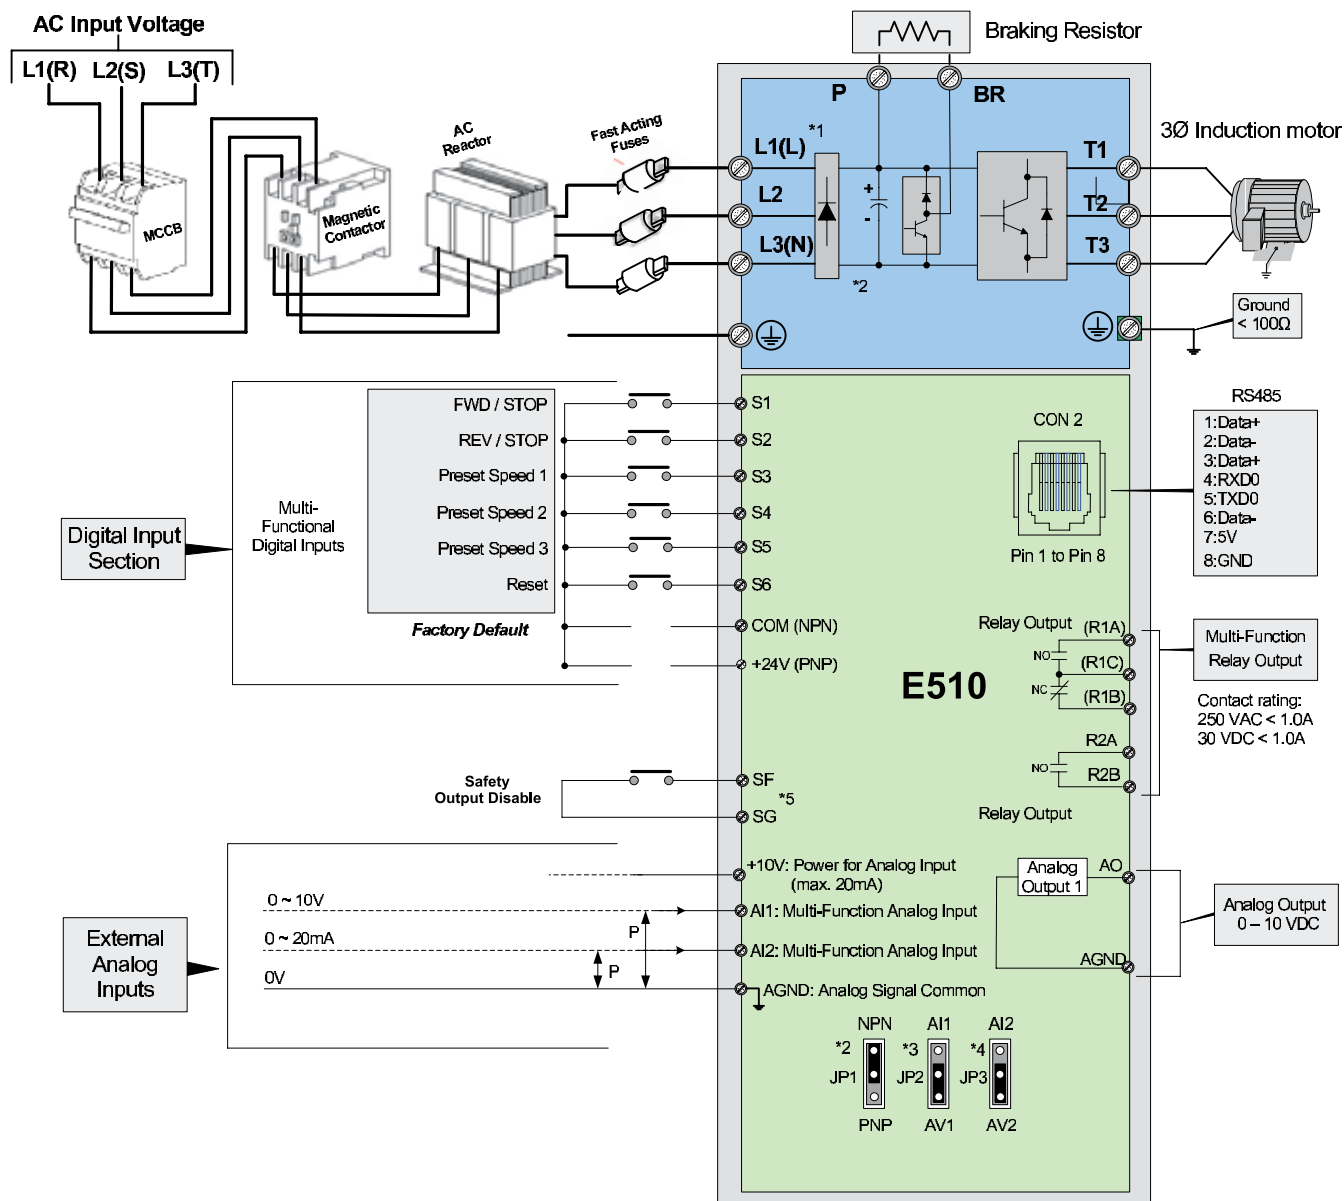 AC Input Voltage
L1(R) L2(S) L3(T)
MCCB
Magnetic
Contactor
AC
Reactor
Fast Acting
Fuses
Braking Resistor
P
BR
L1(L)
*1
L2
L3(N)
*2
+
-
T1
T2
T3
3Ø Induction motor
Ground
< 100Ω
Digital Input
Section
Multi-
Functional
Digital Inputs
FWD / STOP
REV / STOP
Preset Speed 1
Preset Speed 2
Preset Speed 3
Reset
Factory Default
S1
S2
S3
S4
S5
S6
COM (NPN)
+24V (PNP)
CON 2
Pin 1 to Pin 8
RS485
1:Data+
2:Data-
3:Data+
4:RXD0
5:TXD0
6:Data-
7:5V
8:GND
E510
Relay Output
(R1A)
NO
(R1C)
NC
(R1B)
R2A
NO
R2B
Relay Output
Multi-Function
Relay Output
Contact rating:
250 VAC < 1.0A
30 VDC < 1.0A
Safety
Output Disable
SF
*5
SG
External
Analog
Inputs
0 ~ 10V
0 ~ 20mA
0V
P
P
+10V: Power for Analog Input
(max. 20mA)
AI1: Multi-Function Analog Input
AI2: Multi-Function Analog Input
AGND: Analog Signal Common
Analog
Output 1
AO
AGND
Analog Output
0 – 10 VDC
NPN AI1 AI2
*2 *3 *4
JP1 JP2 JP3
PNP AV1 AV2